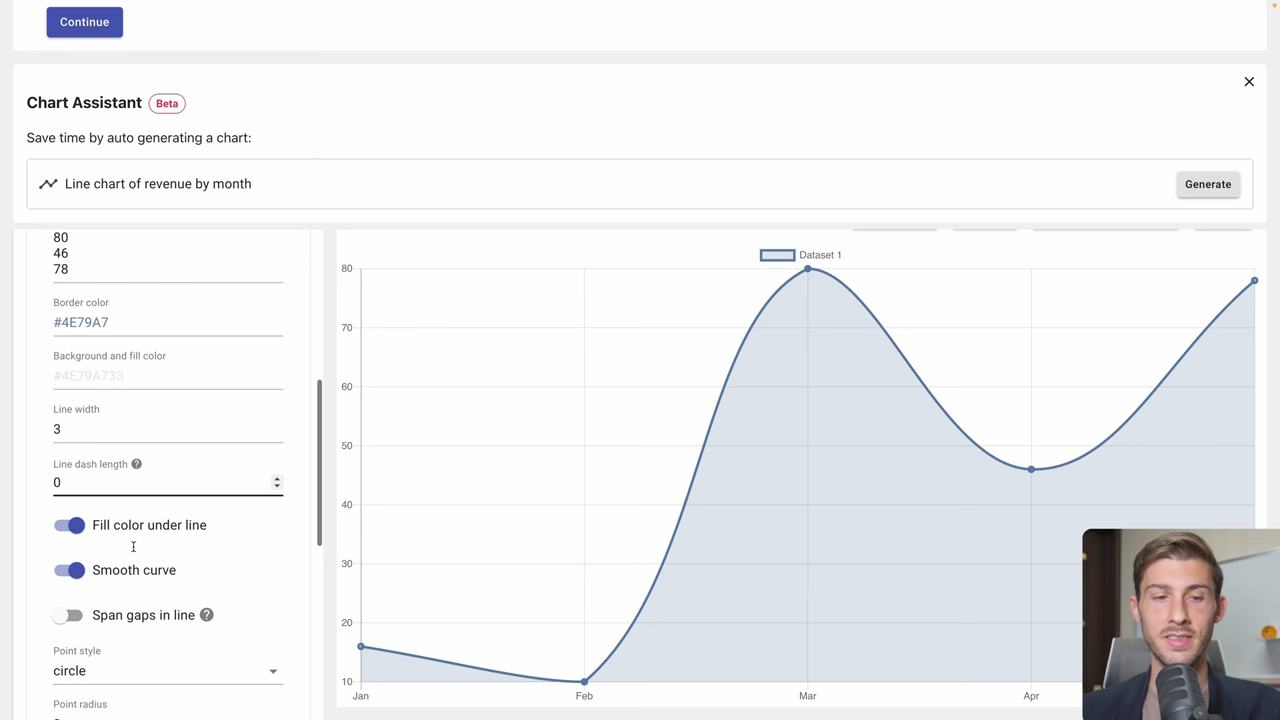 Continue
Chart Assistant Beta
Save time by auto generating a chart:
Line chart of revenue by month
Generate
80
46
78
Border color
#4E79A7
Background and fill color
#4E79A733
Line width
3
Line dash length
0
Fill color under line
Smooth curve
Span gaps in line
Point style
circle
Point radius
Dataset 1
80
70
60
50
40
30
20
10
Jan Feb Mar Apr